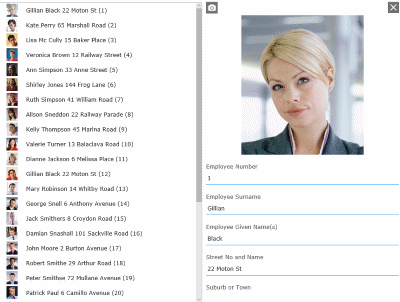 Gillian Black 22 Moton St (1)
Kate Perry 65 Marshall Road (2)
Lisa Mc Cully 15 Baker Place (3)
Veronica Brown 12 Railway Street (4)
Ann Simpson 33 Anne Street (5)
Shirley Jones 144 Frog Lane (6)
Ruth Simpson 41 William Road (7)
Alison Sneddon 22 Railway Parade (8)
Kelly Thompson 45 Marina Road (9)
Valerie Turner 13 Balaclava Road (10)
Dianne Jackson 6 Melissa Place (11)
Gillian Black 22 Moton St (12)
Mary Robinson 14 Whitby Road (13)
George Snell 6 Anthony Avenue (14)
Jack Smithers 8 Croydon Road (15)
Damian Snashall 101 Sackville Road (16)
John Moore 2 Burton Avenue (17)
Robert Smithe 29 Arthur Road (18)
Peter Smithse 72 Mullane Avenue (19)
Patrick Paul 6 Camillo Avenue (20)
Employee Number
1
Employee Surname
Gillian
Employee Given Name(s)
Black
Street No and Name
22 Moton St
Suburb or Town